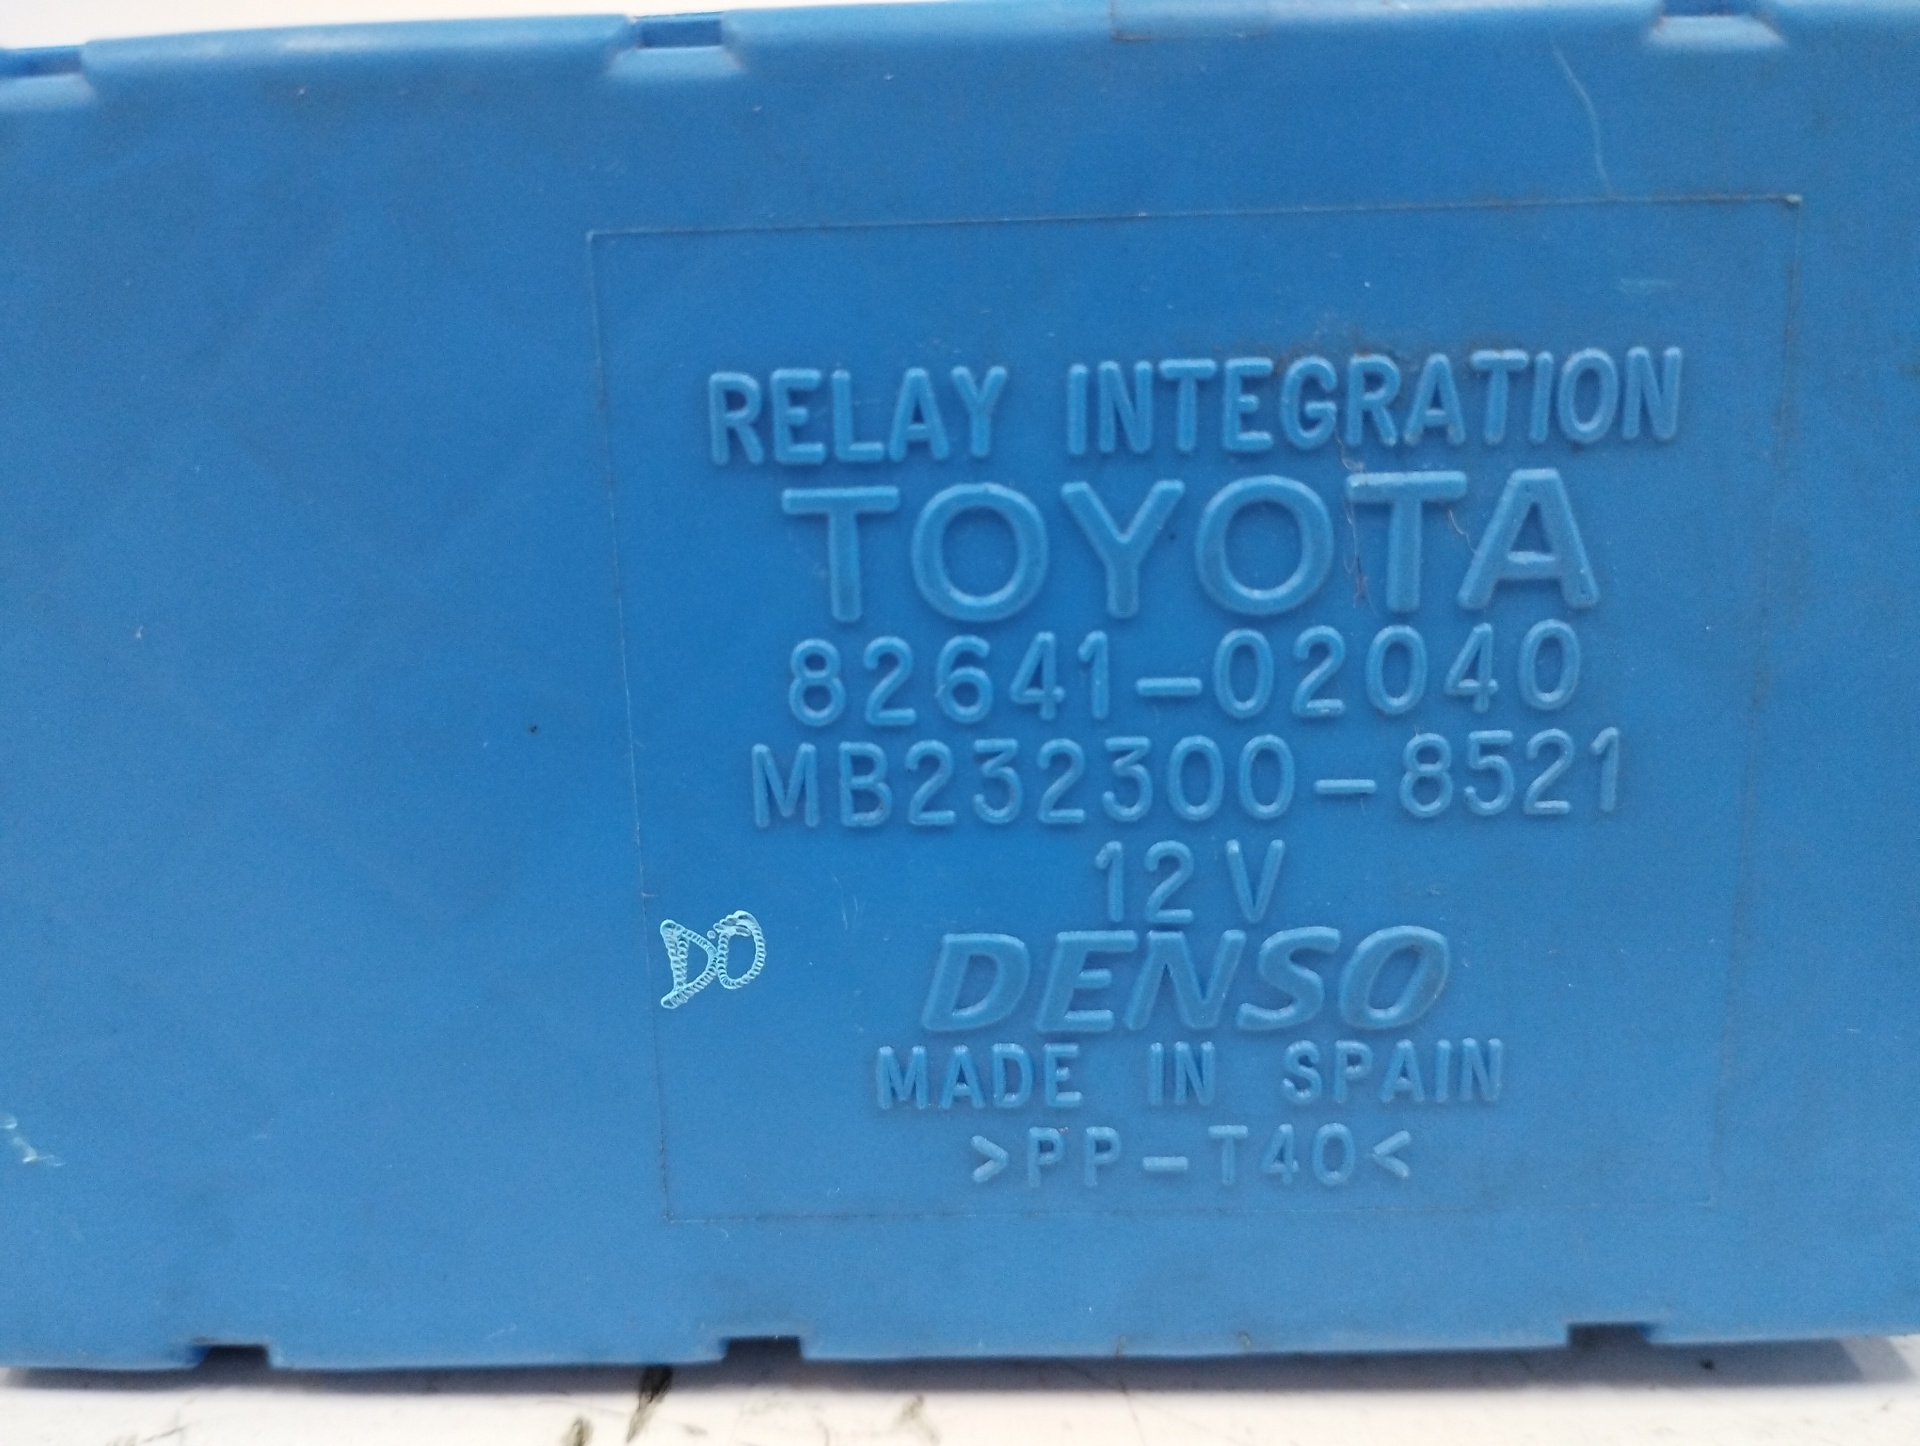 RELAY INTEGRATION
TOYOTA
82641-02040
MB232300-8521
12V
DO
DENSO
MADE IN SPAIN
>PP-T40<